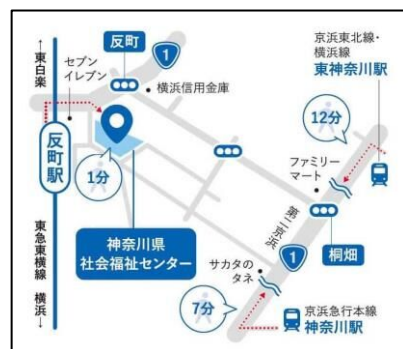 ←東白楽
反町駅
東急東横線 横浜→
セブン
イレブン
反町
1
横浜信用金庫
1分
神奈川県
社会福祉センター
京浜東北線・
横浜線
東神奈川駅
12分
ファミリー
マート
第二京浜
桐畑
1
サカタの
タネ
7分
京浜急行本線
神奈川駅